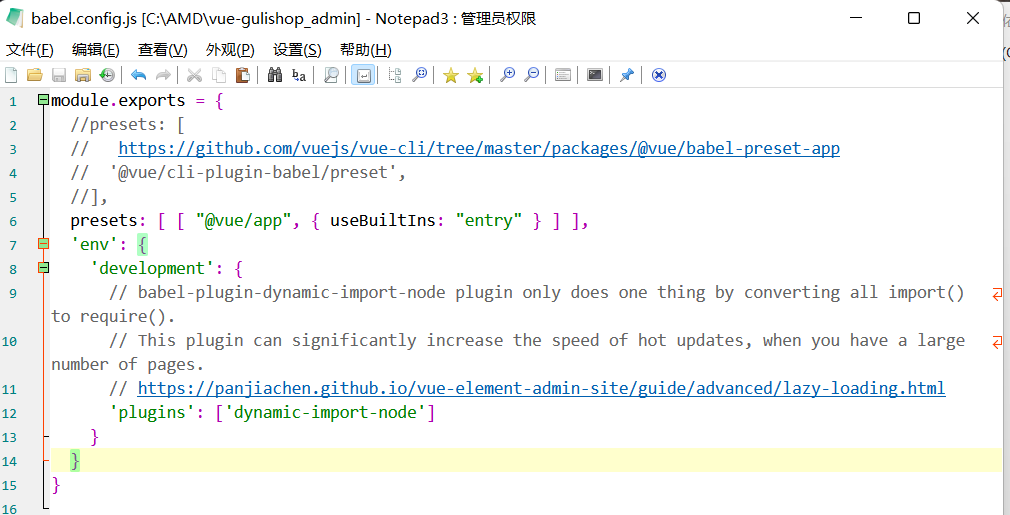 babel.config.js [C:\AMD\vue-gulishop_admin] - Notepad3 : 管理员权限
文件(F) 编辑(E) 查看(V) 外观(P) 设置(S) 帮助(H)
1 module.exports = {
2 //presets: [
3 // https://github.com/vuejs/vue-cli/tree/master/packages/@vue/babel-preset-app
4 // '@vue/cli-plugin-babel/preset',
5 //],
6 presets: [ [ "@vue/app", { useBuiltIns: "entry" } ] ],
7 'env': {
8 'development': {
9 // babel-plugin-dynamic-import-node plugin only does one thing by converting all import()
to require().
10 // This plugin can significantly increase the speed of hot updates, when you have a large
number of pages.
11 // https://panjiachen.github.io/vue-element-admin-site/guide/advanced/lazy-loading.html
12 'plugins': ['dynamic-import-node']
13 }
14 }
15 }
16